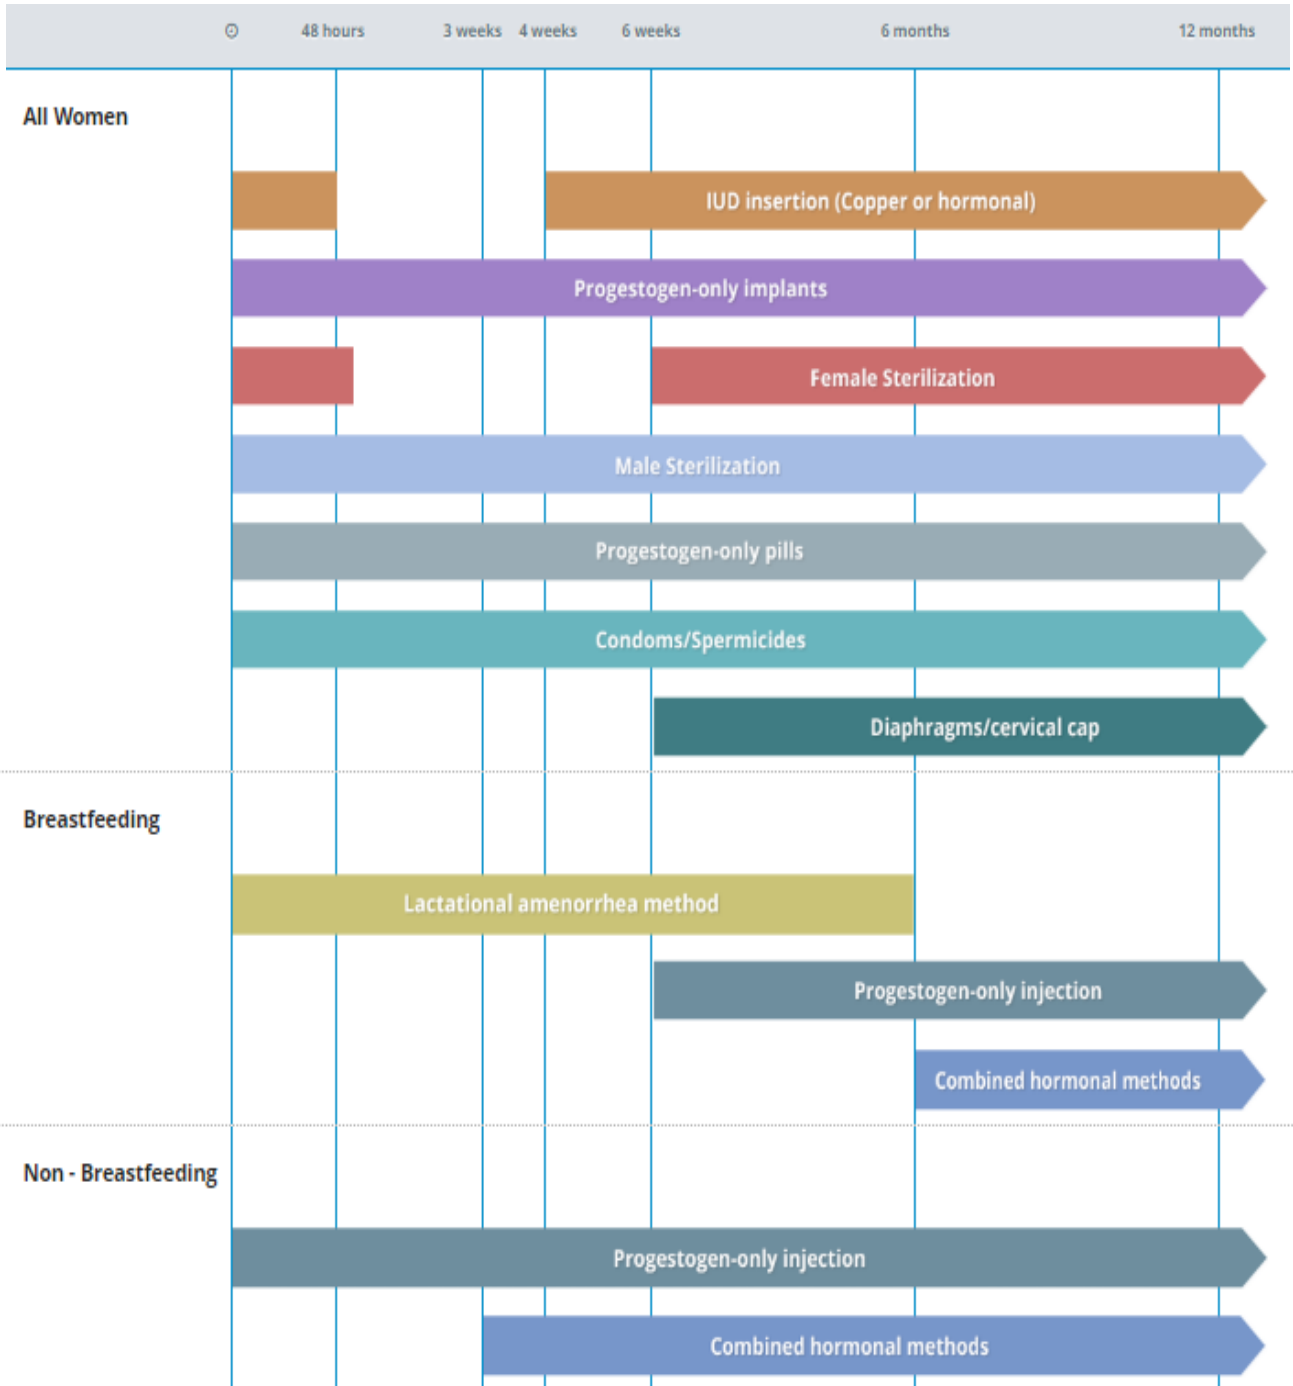 48 hours 3 weeks 4 weeks 6 weeks 6 months 12 months
All Women
IUD insertion (Copper or hormonal)
Progestogen-only implants
Female Sterilization
Male Sterilization
Progestogen-only pills
Condoms/Spermicides
Diaphragms/cervical cap
Breastfeeding
Lactational amenorrhea method
Progestogen-only injection
Combined hormonal methods
Non - Breastfeeding
Progestogen-only injection
Combined hormonal methods